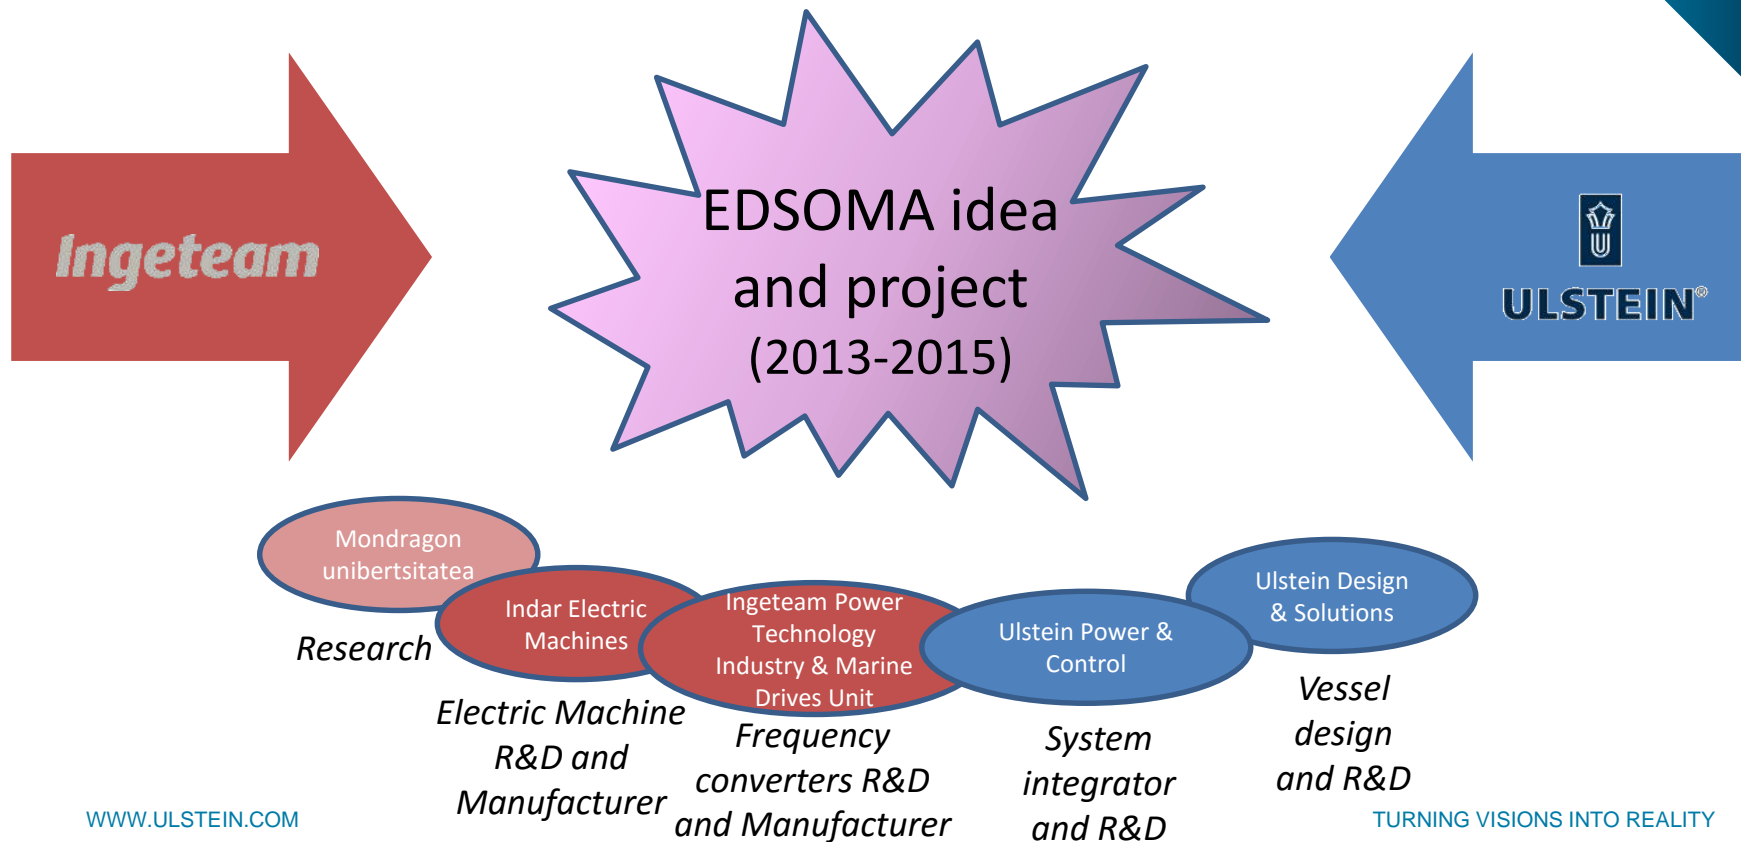 Ingeteam
EDSOMA idea
and project
(2013-2015)
ULSTEIN®
Mondragon
unibertsitatea
Research
Indar Electric
Machines
Electric Machine
R&D and
Manufacturer
Ingeteam Power
Technology
Industry & Marine
Drives Unit
Frequency
converters R&D
and Manufacturer
Ulstein Power &
Control
System
integrator
and R&D
Ulstein Design
& Solutions
Vessel
design
and R&D
WWW.ULSTEIN.COM
TURNING VISIONS INTO REALITY